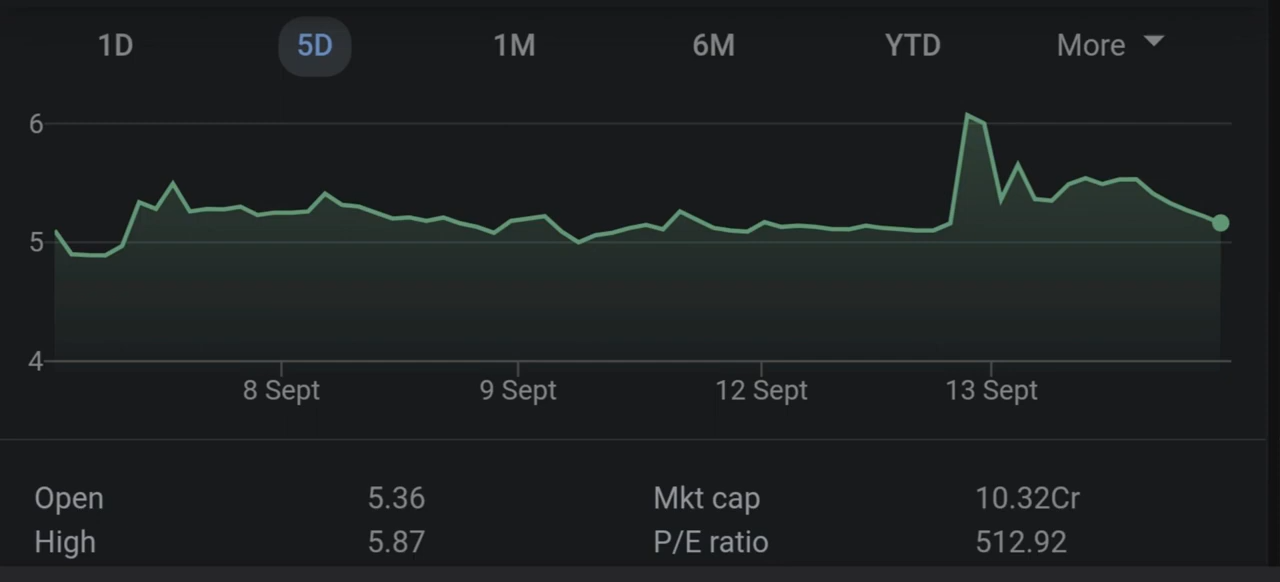 1D 5D 1M 6M YTD More
6
5
4
8 Sept 9 Sept 12 Sept 13 Sept
Open 5.36 Mkt cap 10.32Cr
High 5.87 P/E ratio 512.92